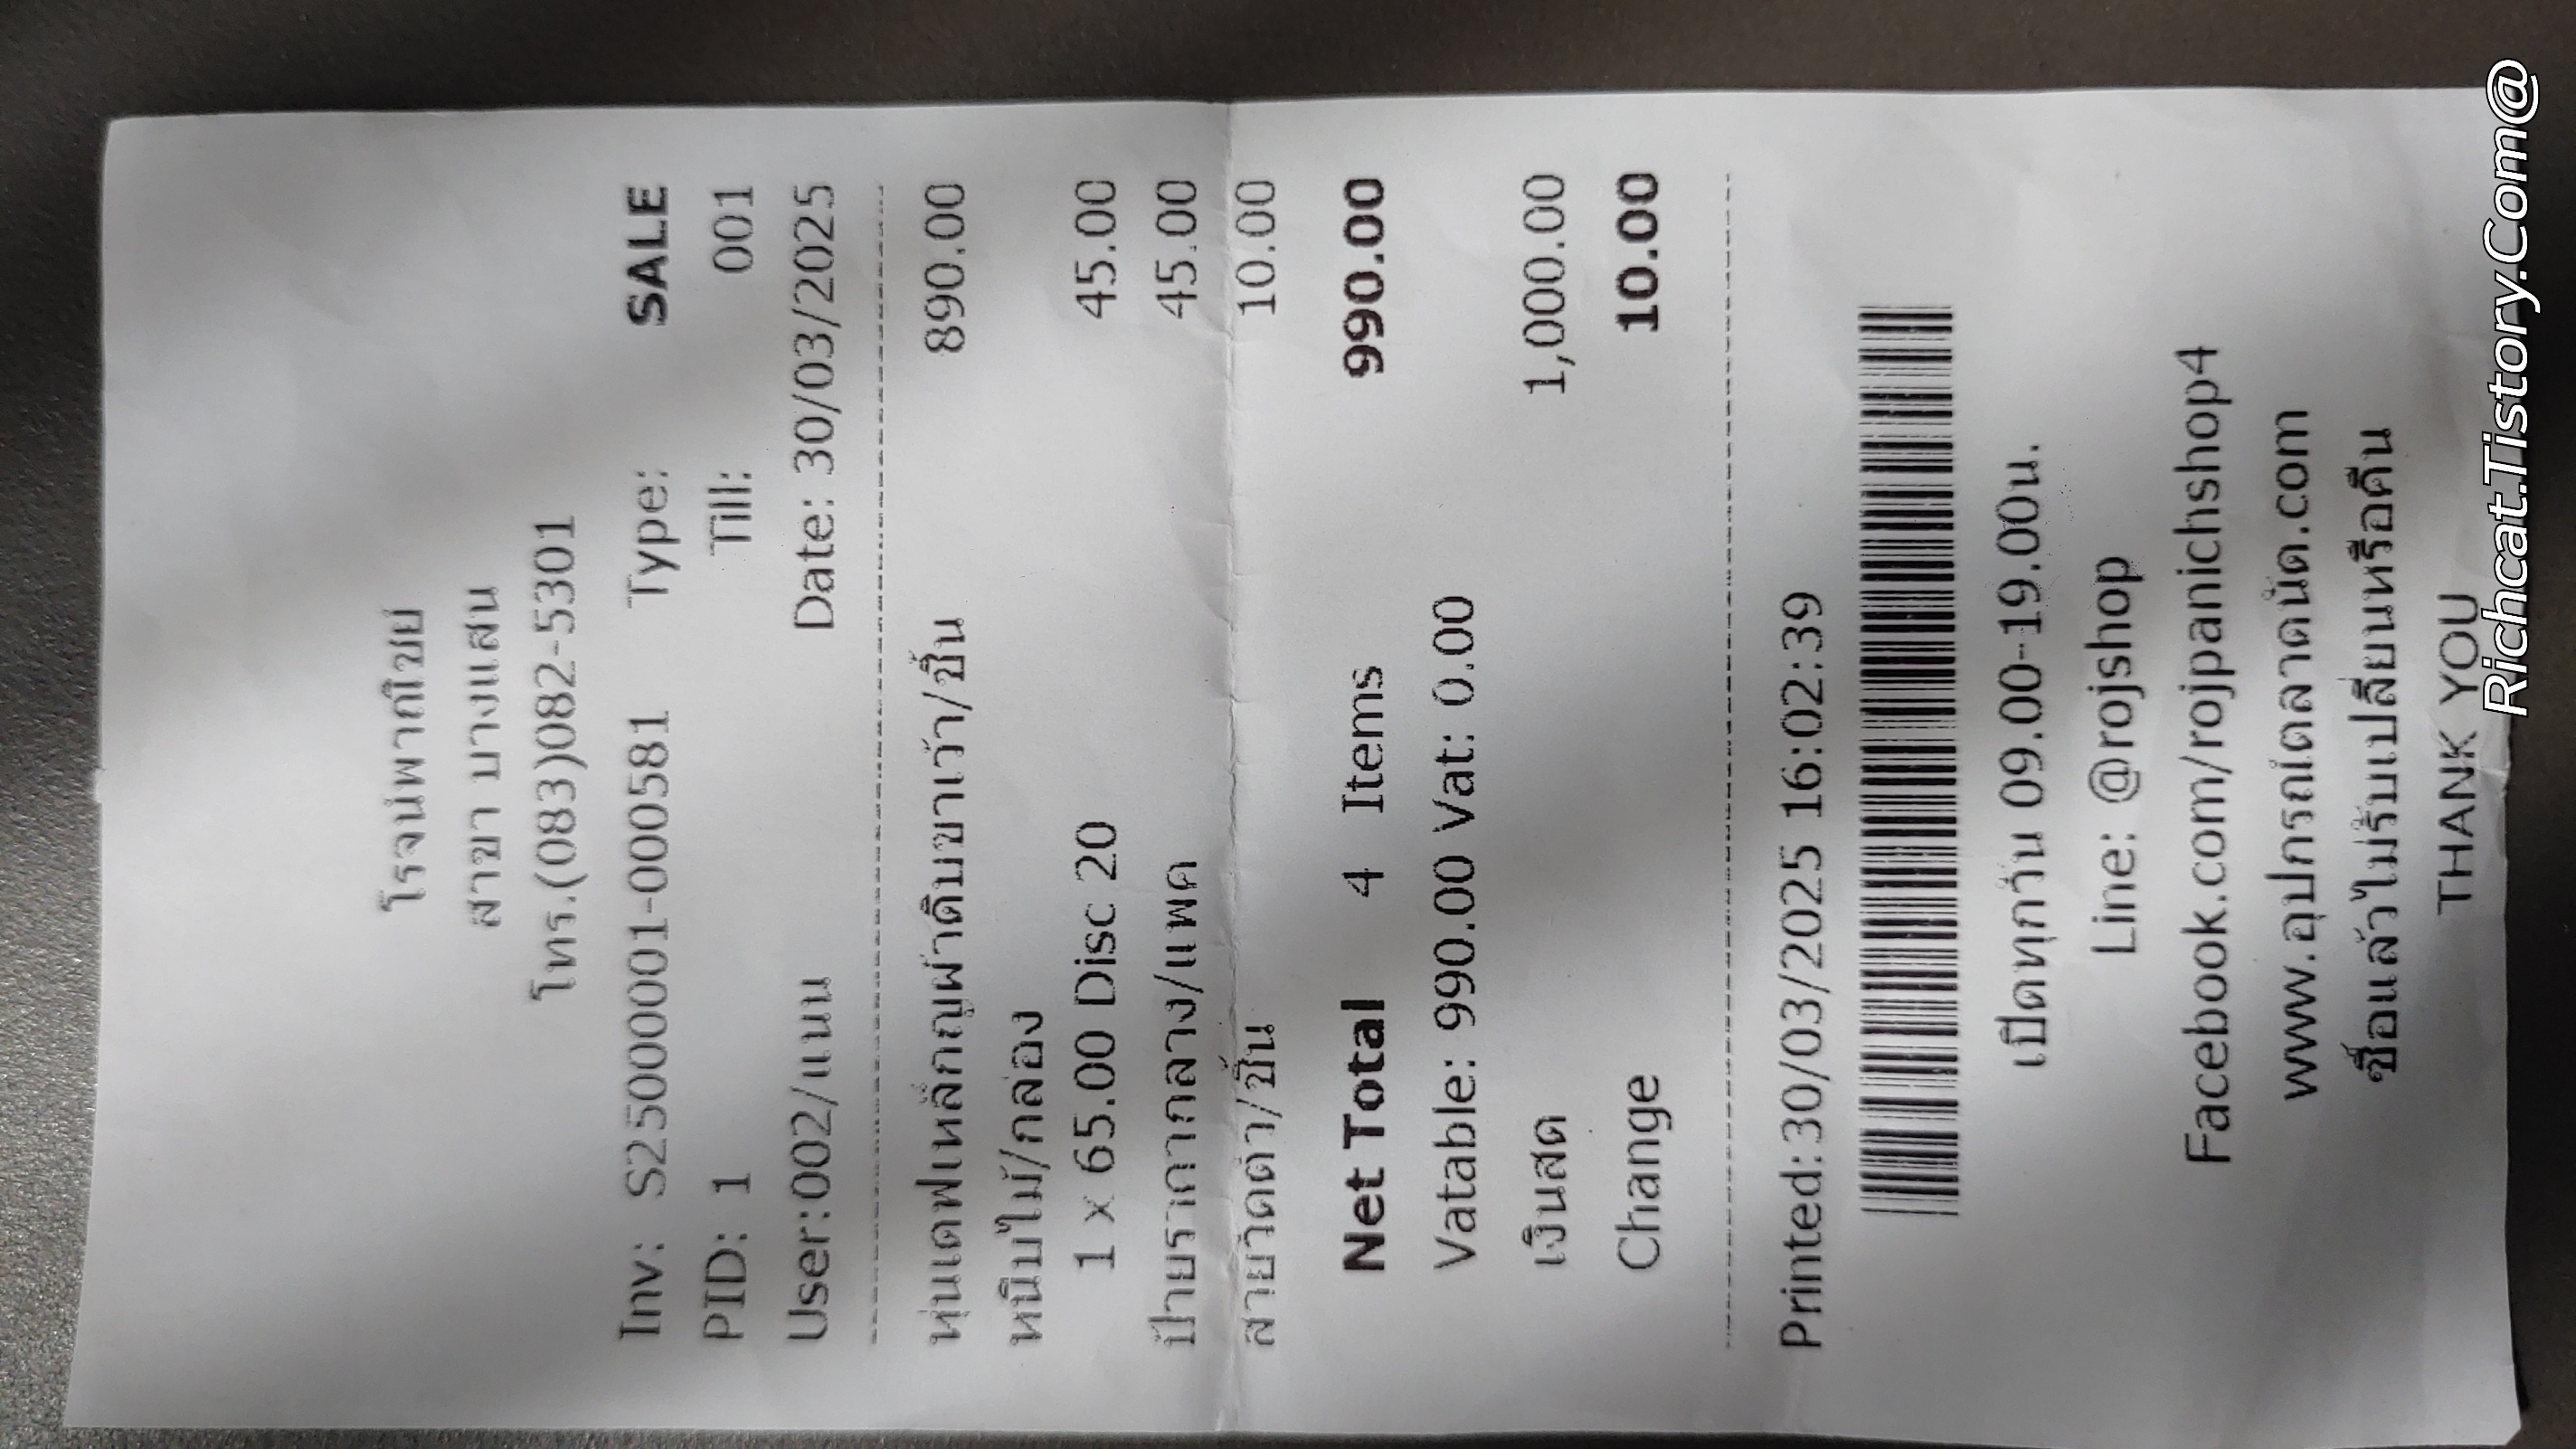 โรจน์พาณิชย์
สาขา บางแสน
โทร.(083)082-5301
Inv: S250000001-000581 Type: SALE
PID: 1 Till: 001
User:002/แนน Date: 30/03/2025
หุ่นเดฟเหล็กญผ้าดิบขาเว้า/ชิ้น 890.00
หนีบไม้/กล่อง
1 x 65.00 Disc 20 45.00
ป้ายราคากลาง/แพค 45.00
สายวัดตัว/ชิ้น 10.00
Net Total 4 Items 990.00
Vatable: 990.00 Vat: 0.00
เงินสด 1,000.00
Change 10.00
Printed:30/03/2025 16:02:39
เปิดทุกวัน 09.00-19.00น.
Line: @rojshop
Facebook.com/rojpanichshop4
www.อุปกรณ์ตลาดนัด.com
ซื้อแล้วไม่รับเปลี่ยนหรือคืน
THANK YOU
Richcat.Tistory.Com@